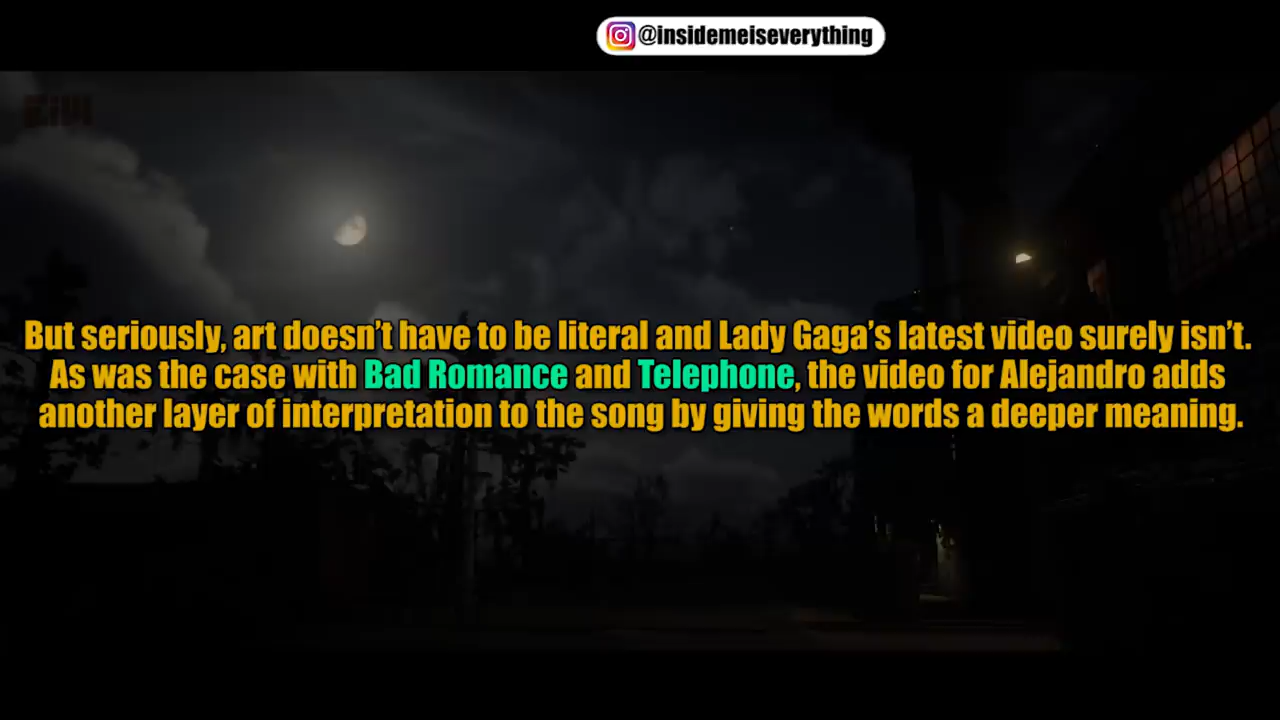 @insidemeiseverything
But seriously, art doesn’t have to be literal and Lady Gaga’s latest video surely isn’t.
As was the case with Bad Romance and Telephone, the video for Alejandro adds
another layer of interpretation to the song by giving the words a deeper meaning.